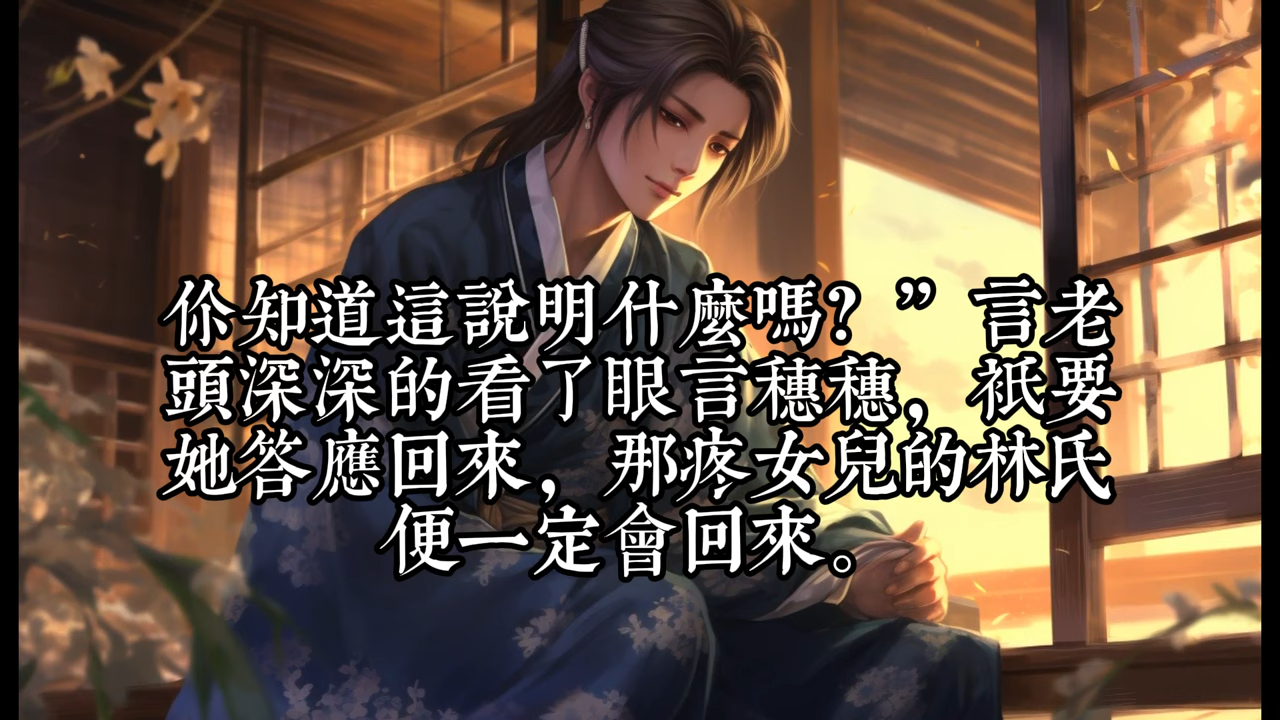 伱知道這說明什麼嗎？”言老
頭深深的看了眼言穗穗，衹要
她答應回來，那疼女兒的林氏
便一定會回來。